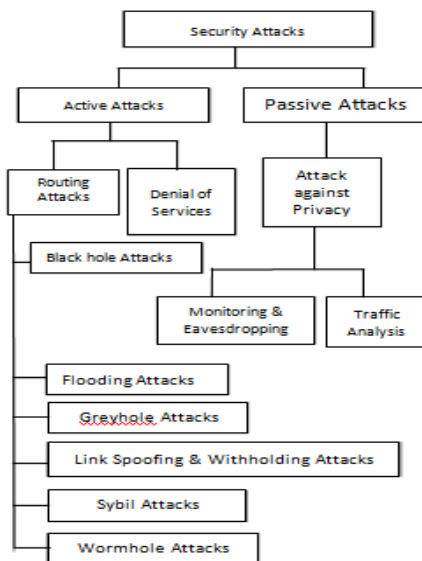 Security Attacks
Active Attacks
Passive Attacks
Routing
Attacks
Denial of
Services
Attack
against
Privacy
Black hole Attacks
Monitoring &
Eavesdropping
Traffic
Analysis
Flooding Attacks
Greyhole Attacks
Link Spoofing & Withholding Attacks
Sybil Attacks
Wormhole Attacks